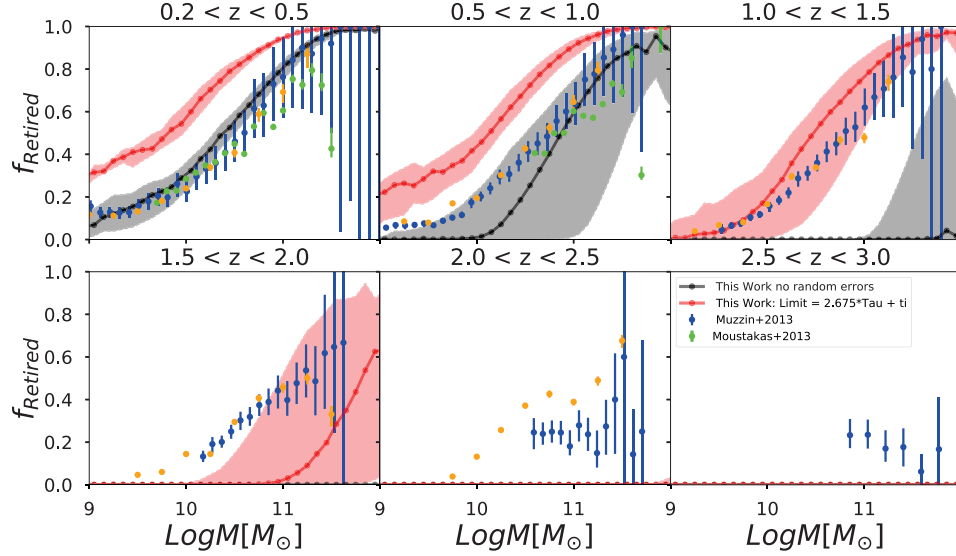 0.2 < z < 0.5
0.5 < z < 1.0
1.0 < z < 1.5
f_Retired
1.0
0.8
0.6
0.4
0.2
0.0
1.5 < z < 2.0
2.0 < z < 2.5
2.5 < z < 3.0
f_Retired
1.0
0.8
0.6
0.4
0.2
0.0
This Work no random errors
This Work: Limit = 2.675*Tau + ti
Muzzin+2013
Moustakas+2013
9 10 11
9 10 11
9 10 11
LogM[M⊙]
LogM[M⊙]
LogM[M⊙]